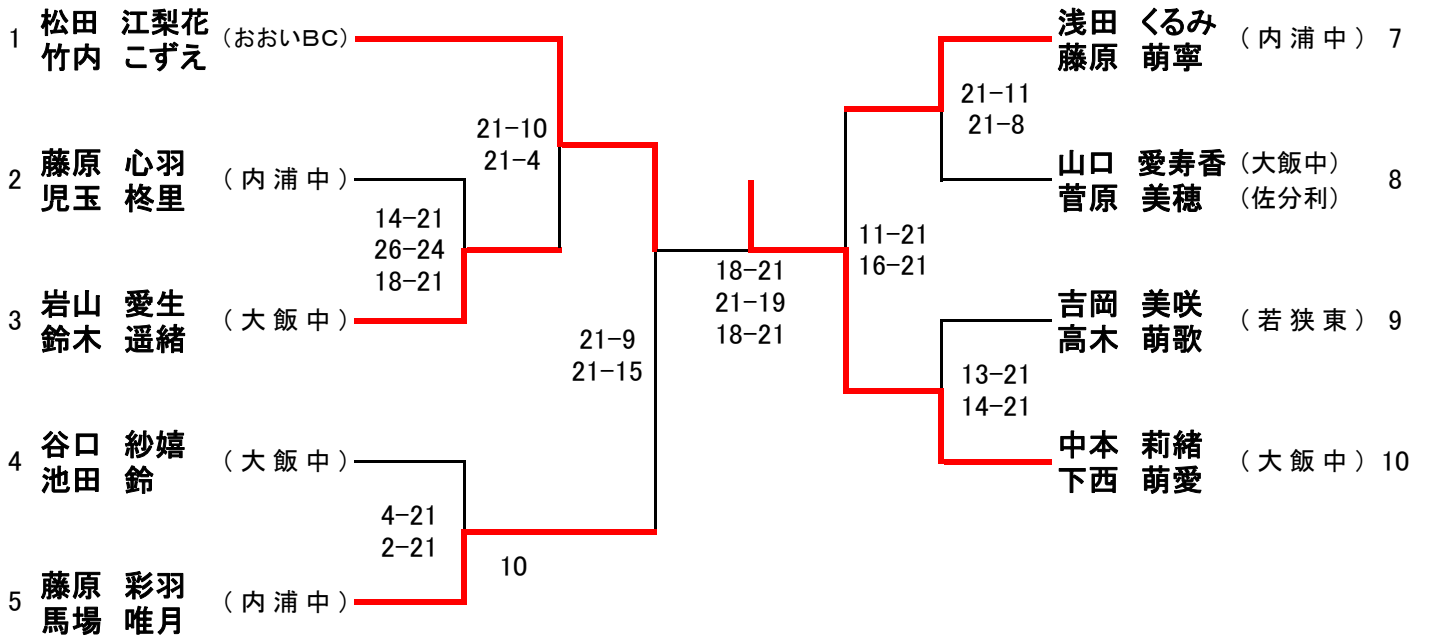 1 松田 江梨花 (おおいBC)
竹内 こずえ
21-10
21-4
2 藤原 心羽 (内浦中)
児玉 柊里
14-21
26-24
18-21
3 岩山 愛生 (大飯中)
鈴木 遥緒
21-9
21-15
4 谷口 紗嬉 (大飯中)
池田 鈴
4-21
2-21
10
5 藤原 彩羽 (内浦中)
馬場 唯月
18-21
21-19
18-21
浅田 くるみ (内浦中) 7
藤原 萌寧
21-11
21-8
山口 愛寿香 (大飯中) 8
菅原 美穂 (佐分利)
11-21
16-21
吉岡 美咲 (若狭東) 9
高木 萌歌
13-21
14-21
中本 莉緒 (大飯中) 10
下西 萌愛